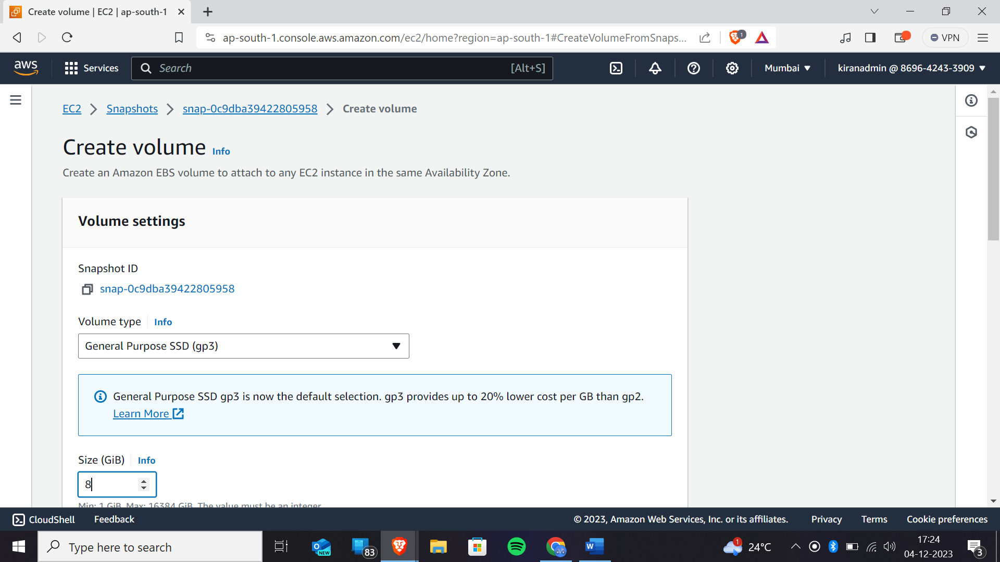 Create volume | EC2 | ap-south-1
ap-south-1.console.aws.amazon.com/ec2/home?region=ap-south-1#CreateVolumeFromSnaps...
1
VPN
aws
Services
Search
[Alt+S]
Mumbai
kiranadmin @ 8696-4243-3909
EC2
Snapshots
snap-0c9dba39422805958
Create volume
Create volume
Info
Create an Amazon EBS volume to attach to any EC2 instance in the same Availability Zone.
Volume settings
Snapshot ID
snap-0c9dba39422805958
Volume type
Info
General Purpose SSD (gp3)
General Purpose SSD gp3 is now the default selection. gp3 provides up to 20% lower cost per GB than gp2.
Learn More
Size (GiB)
Info
8
Min: 1 GiB, Max: 16384 GiB. The value must be an integer.
CloudShell
Feedback
© 2023, Amazon Web Services, Inc. or its affiliates.
Privacy
Terms
Cookie preferences
Type here to search
O
NEW
83
W
1
24°C
17:24
04-12-2023
3